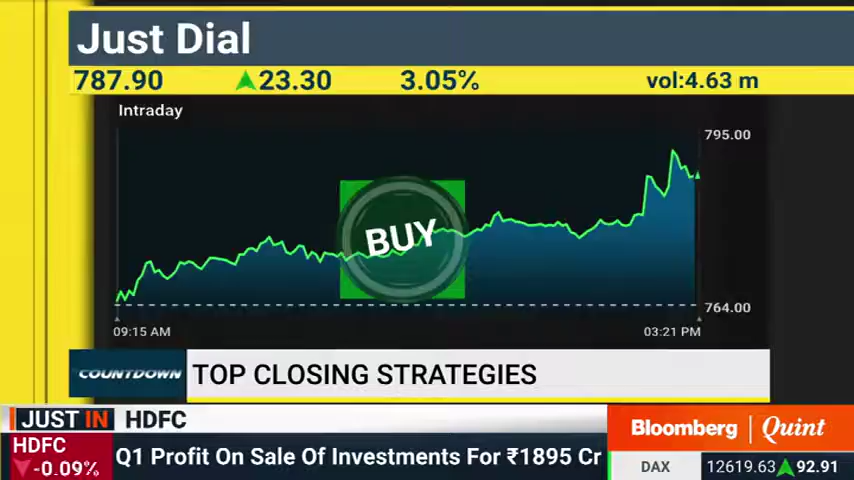 Just Dial
787.90 ▲23.30 3.05% vol:4.63 m
Intraday
795.00
BUY
764.00
09:15 AM 03:21 PM
COUNTDOWN TOP CLOSING STRATEGIES
JUST IN HDFC
Bloomberg | Quint
HDFC
▼-0.09%
Q1 Profit On Sale Of Investments For ₹1895 Cr
DAX 12619.63▲92.91